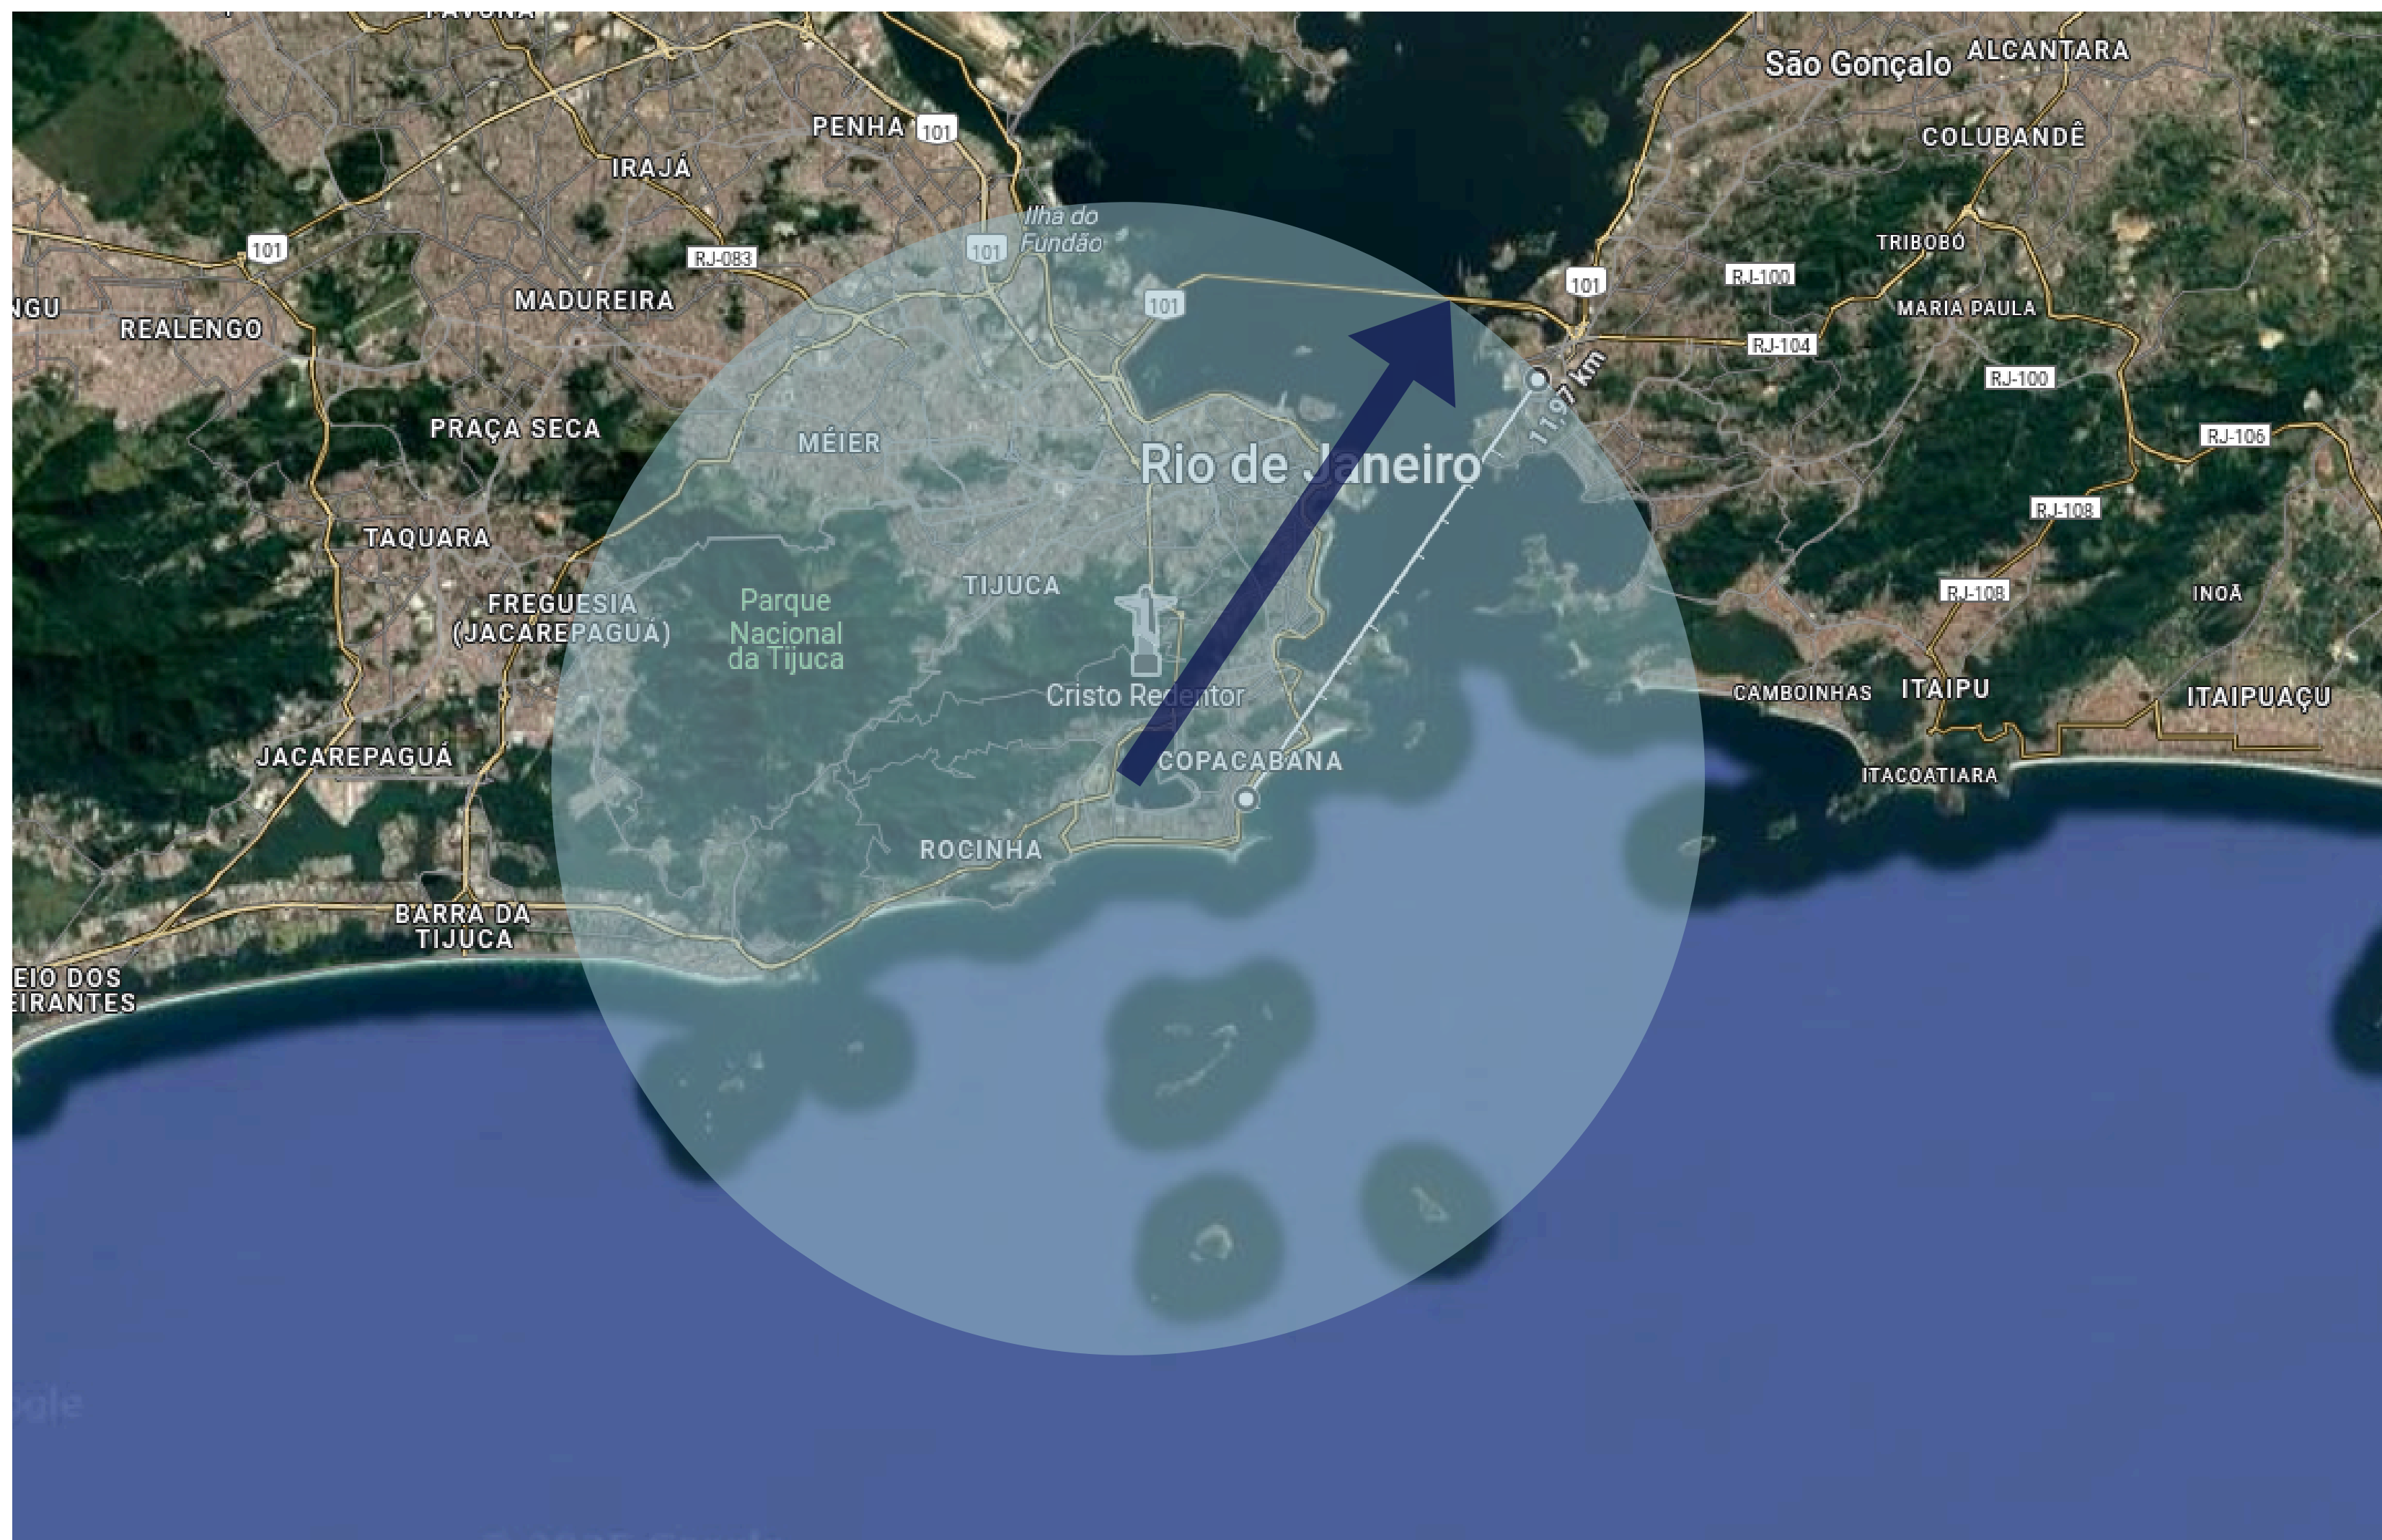 PAVUNA
São Gonçalo
ALCANTARA
PENHA
101
COLUBANDÊ
IRAJÁ
Ilha do
Fundão
101
101
RJ-083
TRIBOBÓ
RJ-100
101
101
MADUREIRA
MARIA PAULA
REALENGO
RJ-104
11,97 km
RJ-100
PRAÇA SECA
MÉIER
RJ-106
Rio de Janeiro
RJ-108
TAQUARA
TIJUCA
RJ-108
INOÃ
Parque
Nacional
da Tijuca
FREGUESIA
(JACAREPAGUÁ)
Cristo Redentor
CAMBOINHAS
ITAIPU
ITAIPUAÇU
JACAREPAGUÁ
COPACABANA
ITACOATIARA
ROCINHA
BARRA DA
TIJUCA
EIO DOS
EIRANTES
ogle